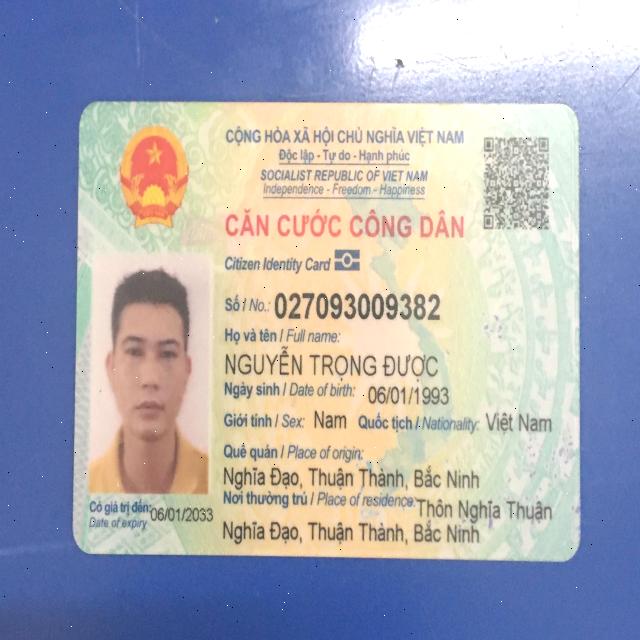 CỘNG HÒA XÃ HỘI CHỦ NGHĨA VIỆT NAM
Độc lập - Tự do - Hạnh phúc
SOCIALIST REPUBLIC OF VIET NAM
Independence - Freedom - Happiness
CĂN CƯỚC CÔNG DÂN
Citizen Identity Card
Số / No.: 027093009382
Họ và tên / Full name:
NGUYỄN TRỌNG ĐƯỢC
Ngày sinh / Date of birth: 06/01/1993
Giới tính / Sex: Nam Quốc tịch / Nationality: Việt Nam
Quê quán / Place of origin:
Nghĩa Đạo, Thuận Thành, Bắc Ninh
Nơi thường trú / Place of residence: Thôn Nghĩa Thuận
Nghĩa Đạo, Thuận Thành, Bắc Ninh
Có giá trị đến: 06/01/2033
Date of expiry